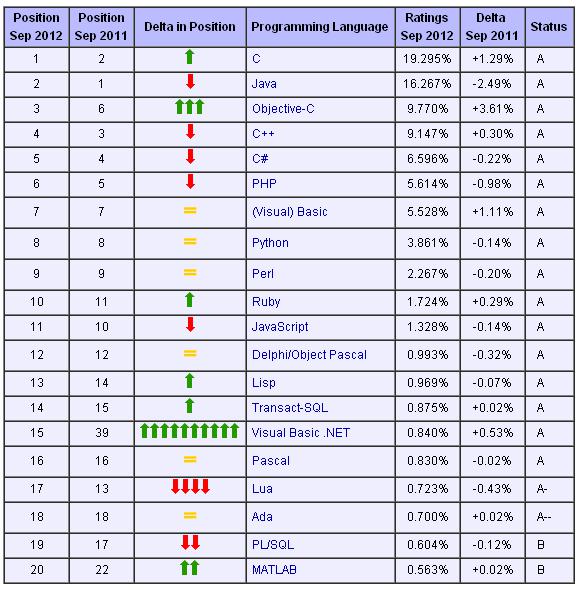 Position Sep 2012 Position Sep 2011 Delta in Position Programming Language Ratings Sep 2012 Delta Sep 2011 Status
1 2 C 19.295% +1.29% A
2 1 Java 16.267% -2.49% A
3 6 Objective-C 9.770% +3.61% A
4 3 C++ 9.147% +0.30% A
5 4 C# 6.596% -0.22% A
6 5 PHP 5.614% -0.98% A
7 7 = (Visual) Basic 5.528% +1.11% A
8 8 = Python 3.861% -0.14% A
9 9 = Perl 2.267% -0.20% A
10 11 Ruby 1.724% +0.29% A
11 10 JavaScript 1.328% -0.14% A
12 12 = Delphi/Object Pascal 0.993% -0.32% A
13 14 Lisp 0.969% -0.07% A
14 15 Transact-SQL 0.875% +0.02% A
15 39 Visual Basic .NET 0.840% +0.53% A
16 16 = Pascal 0.830% -0.02% A
17 13 Lua 0.723% -0.43% A-
18 18 = Ada 0.700% +0.02% A--
19 17 PL/SQL 0.604% -0.12% B
20 22 MATLAB 0.563% +0.02% B